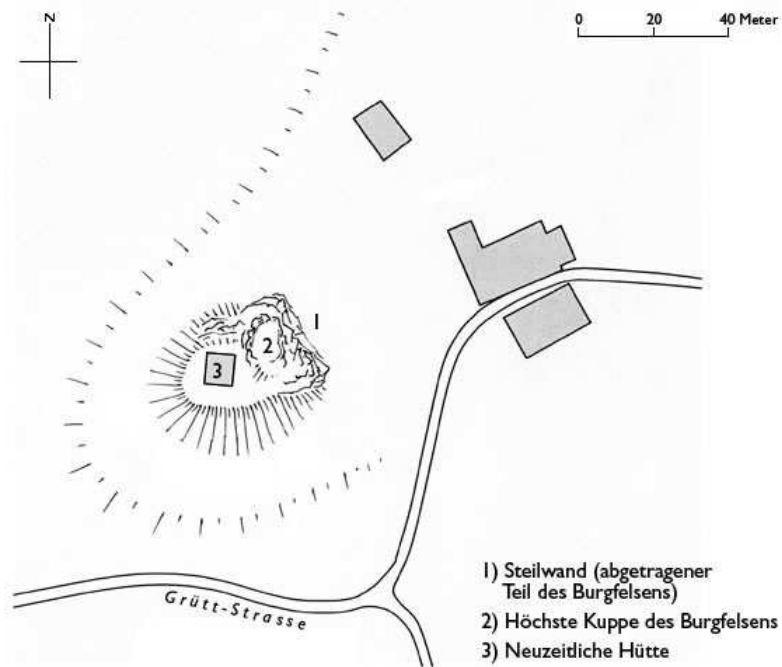 N
0 20 40 Meter
1
2
3
Grütt-Strasse
1) Steilwand (abgetragener
Teil des Burgfelsens)
2) Höchste Kuppe des Burgfelsens
3) Neuzeitliche Hütte